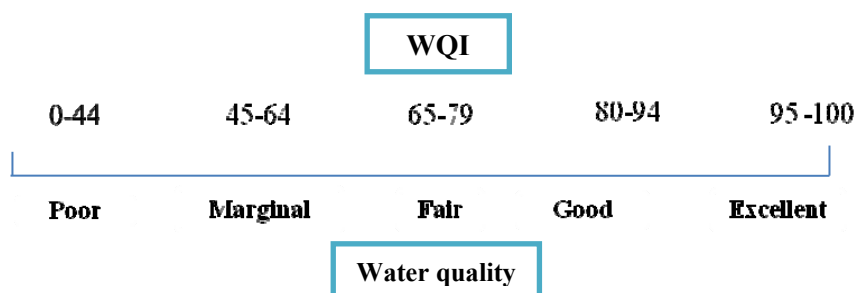 WQI
0-44 45-64 65-79 80-94 95-100
Poor Marginal Fair Good Excellent
Water quality